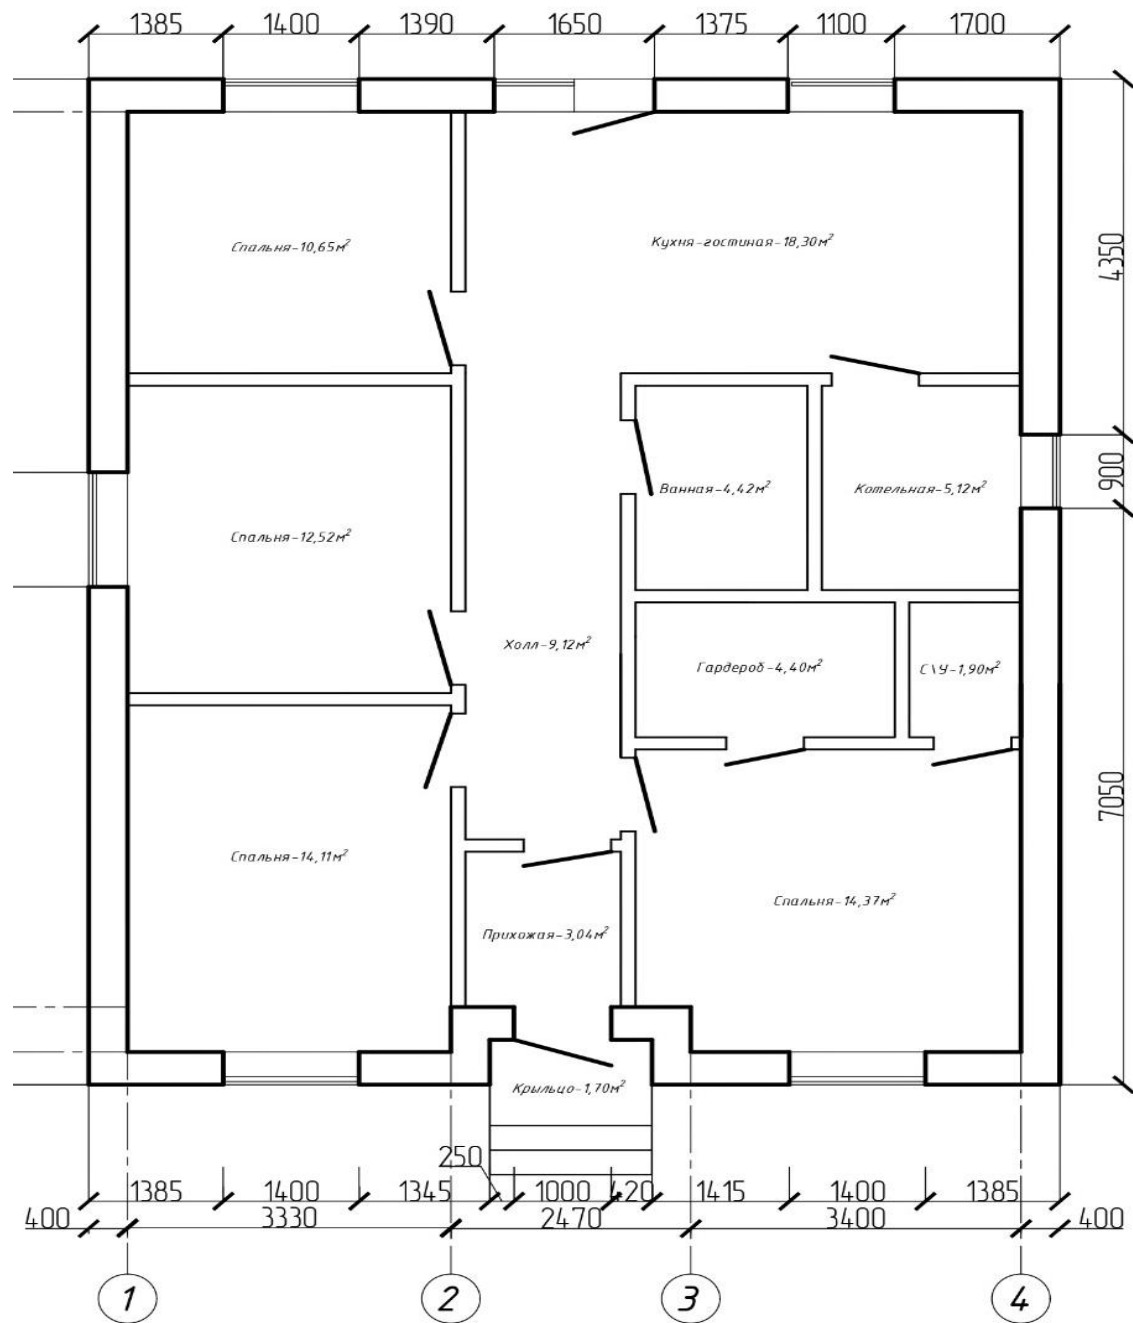 1385 1400 1390 1650 1375 1100 1700
Спальня-10,65м²
Кухня-гостиная-18,30м²
4350
Ванная-4,42м²
Котельная-5,12м²
900
Спальня-12,52м²
Холл-9,12м²
Гардероб-4,40м²
С\У-1,90м²
7050
Спальня-14,11м²
Спальня-14,37м²
Прихожая-3,04м²
Крыльцо-1,70м²
250
1385 1400 1345 1000 420 1415 1400 1385
400 3330 2470 3400 400
1 2 3 4